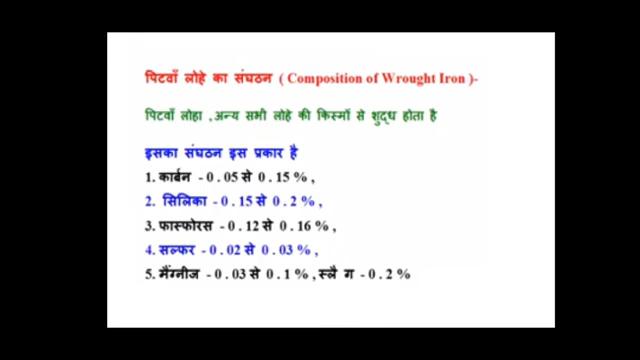 पिटवाँ लोहे का संघठन ( Composition of Wrought Iron )-
पिटवाँ लोहा ,अन्य सभी लोहे की किस्मों से शुद्ध होता है
इसका संघठन इस प्रकार है
1. कार्बन - 0 . 05 से 0 . 15 % ,
2. सिलिका - 0 . 15 से 0 . 2 % ,
3. फास्फोरस - 0 . 12 से 0 . 16 % ,
4. सल्फर - 0 . 02 से 0 . 03 % ,
5. मैंग्नीज - 0 . 03 से 0 . 1 % ,स्लै ग - 0 . 2 %